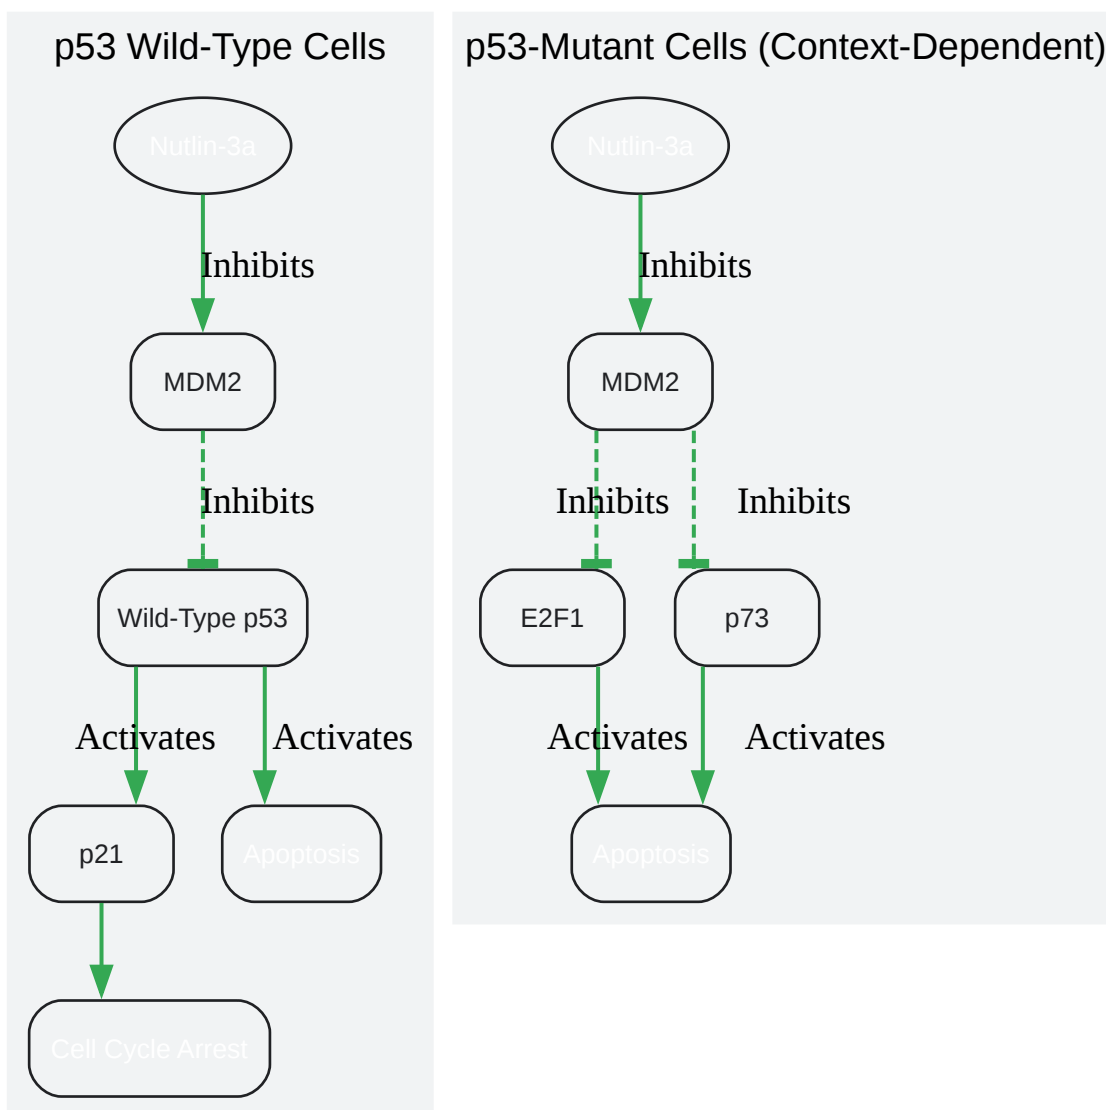 p53 Wild-Type Cells
Nutlin-3a
Inhibits
MDM2
Inhibits
Wild-Type p53
Activates
Activates
p21
Apoptosis
Cell Cycle Arrest
p53-Mutant Cells (Context-Dependent)
Nutlin-3a
Inhibits
MDM2
Inhibits
Inhibits
E2F1
p73
Activates
Activates
Apoptosis